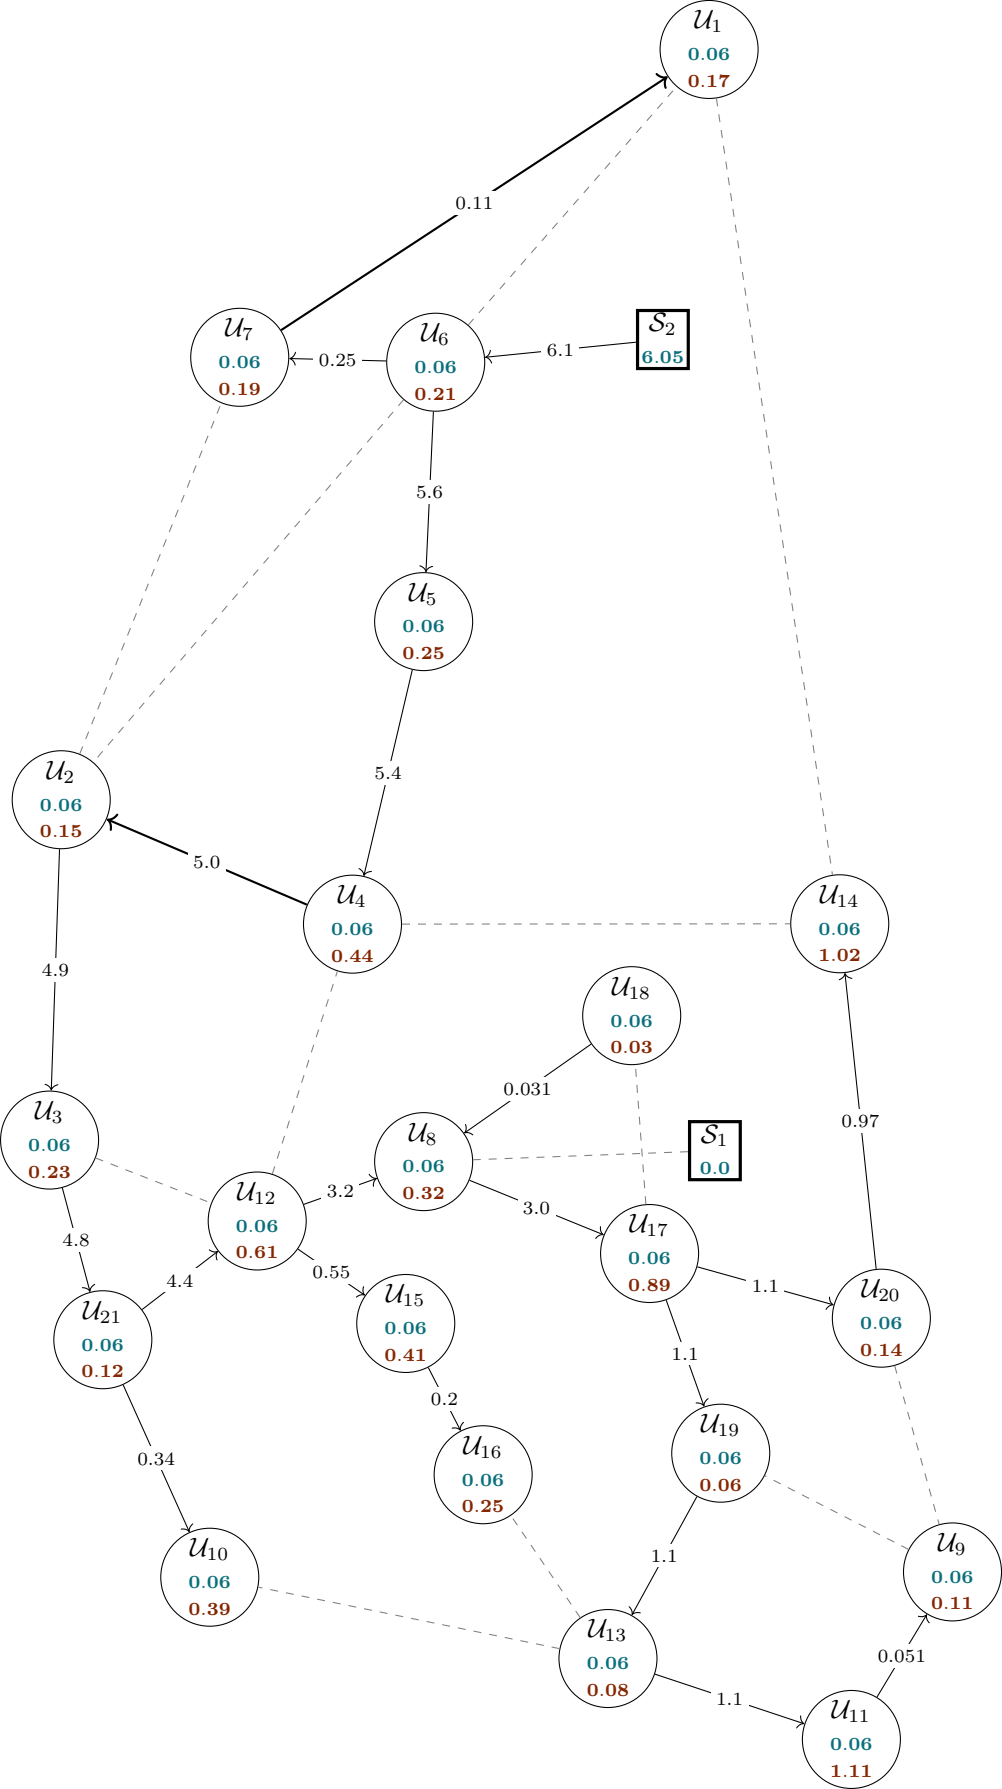 𝒰₁
0.06
0.17
0.11
𝒰₇
0.06
0.19
0.25
𝒰₆
0.06
0.21
6.1
𝒮₂
6.05
5.6
𝒰₅
0.06
0.25
5.4
𝒰₂
0.06
0.15
5.0
𝒰₄
0.06
0.44
𝒰₁₄
0.06
1.02
4.9
𝒰₁₈
0.06
0.03
0.031
0.97
𝒰₃
0.06
0.23
𝒰₈
0.06
0.32
𝒮₁
0.0
𝒰₁₂
0.06
0.61
3.2
3.0
𝒰₁₇
0.06
0.89
4.8
4.4
0.55
1.1
𝒰₂₁
0.06
0.12
𝒰₁₅
0.06
0.41
𝒰₂₀
0.06
0.14
1.1
0.2
0.34
𝒰₁₆
0.06
0.25
𝒰₁₉
0.06
0.06
𝒰₁₀
0.06
0.39
1.1
𝒰₉
0.06
0.11
𝒰₁₃
0.06
0.08
0.051
1.1
𝒰₁₁
0.06
1.11